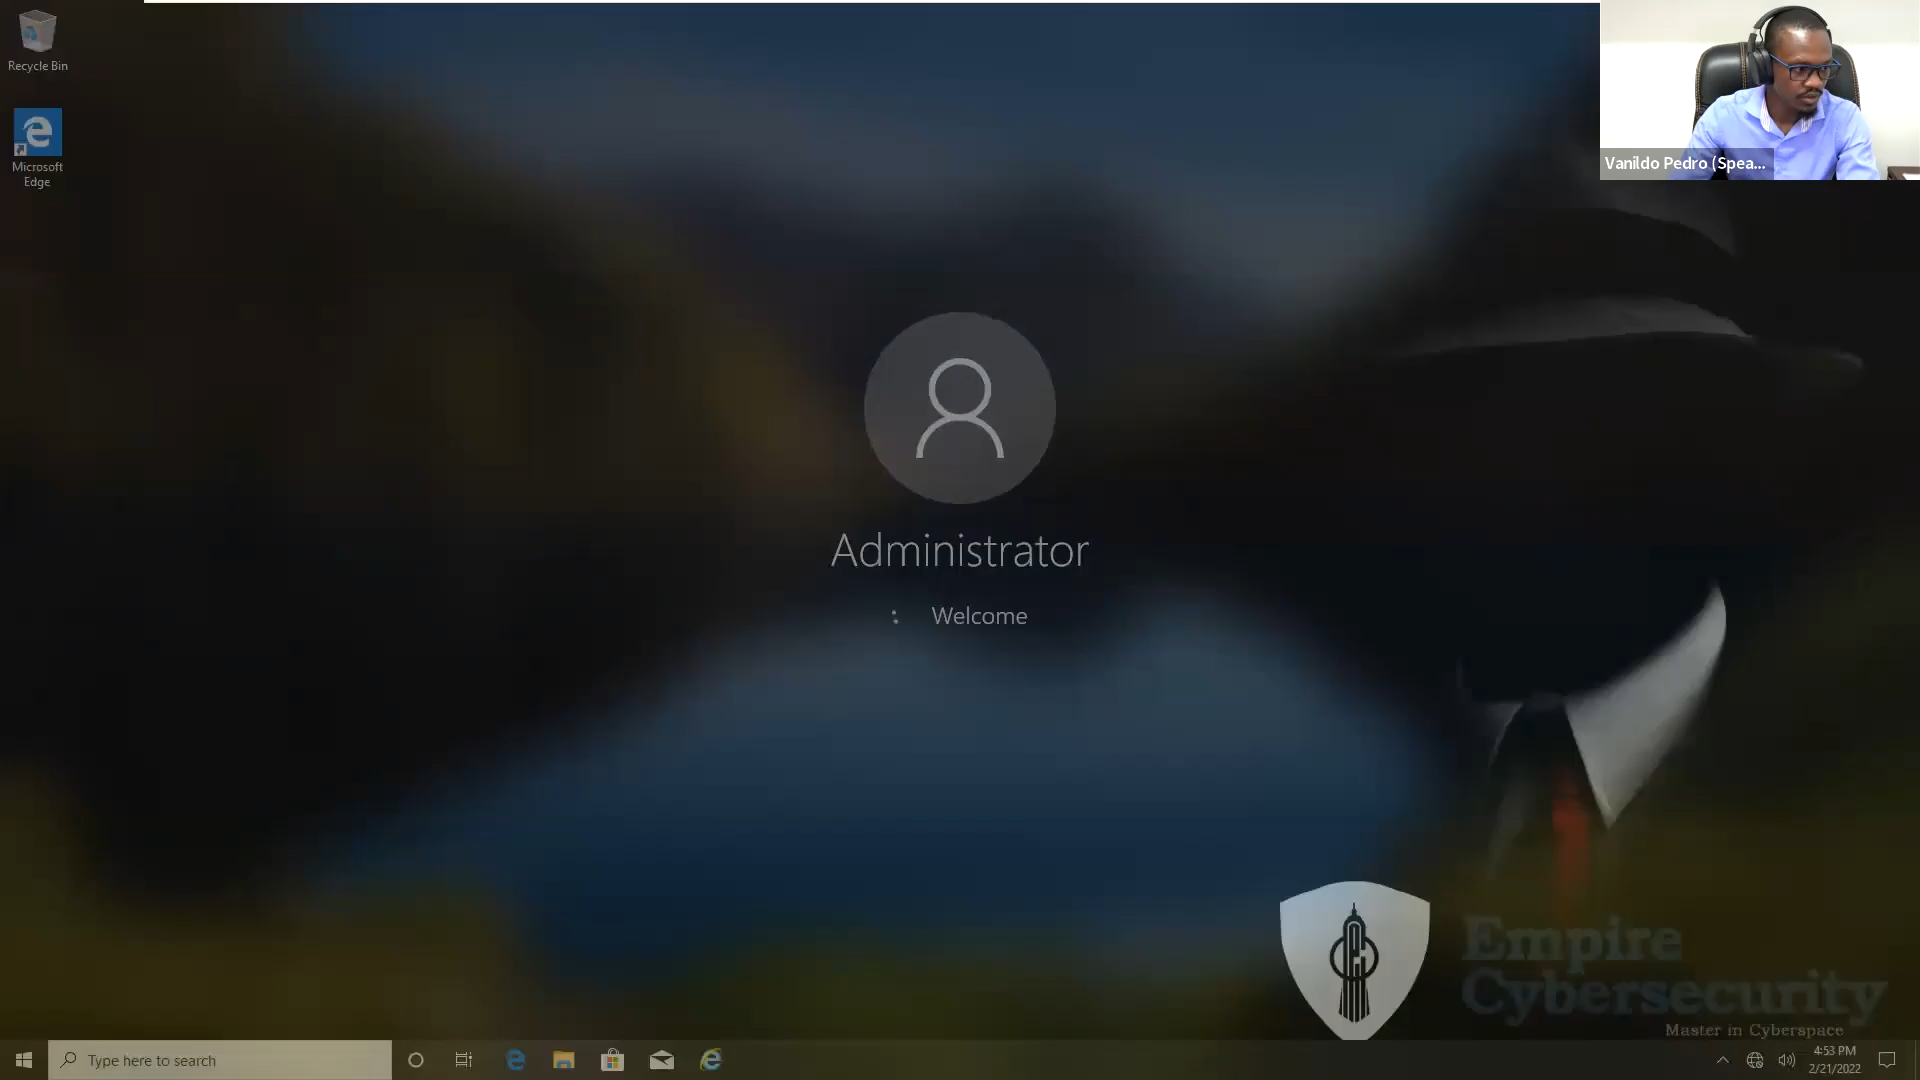 Recycle Bin
Microsoft
Edge
Vanildo Pedro (Spea...
Administrator
Welcome
Empire
Cybersecurity
Master in Cyberspace
Type here to search
4:53 PM
2/21/2022